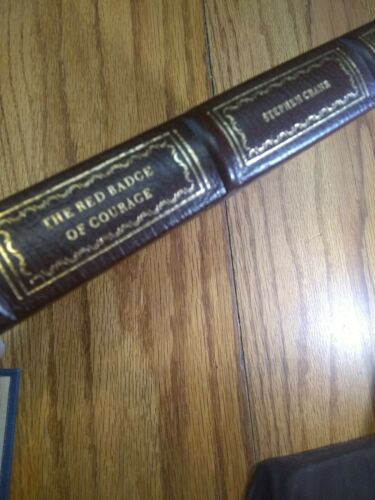 THE RED BADGE
OF COURAGE
STEPHEN CRANE